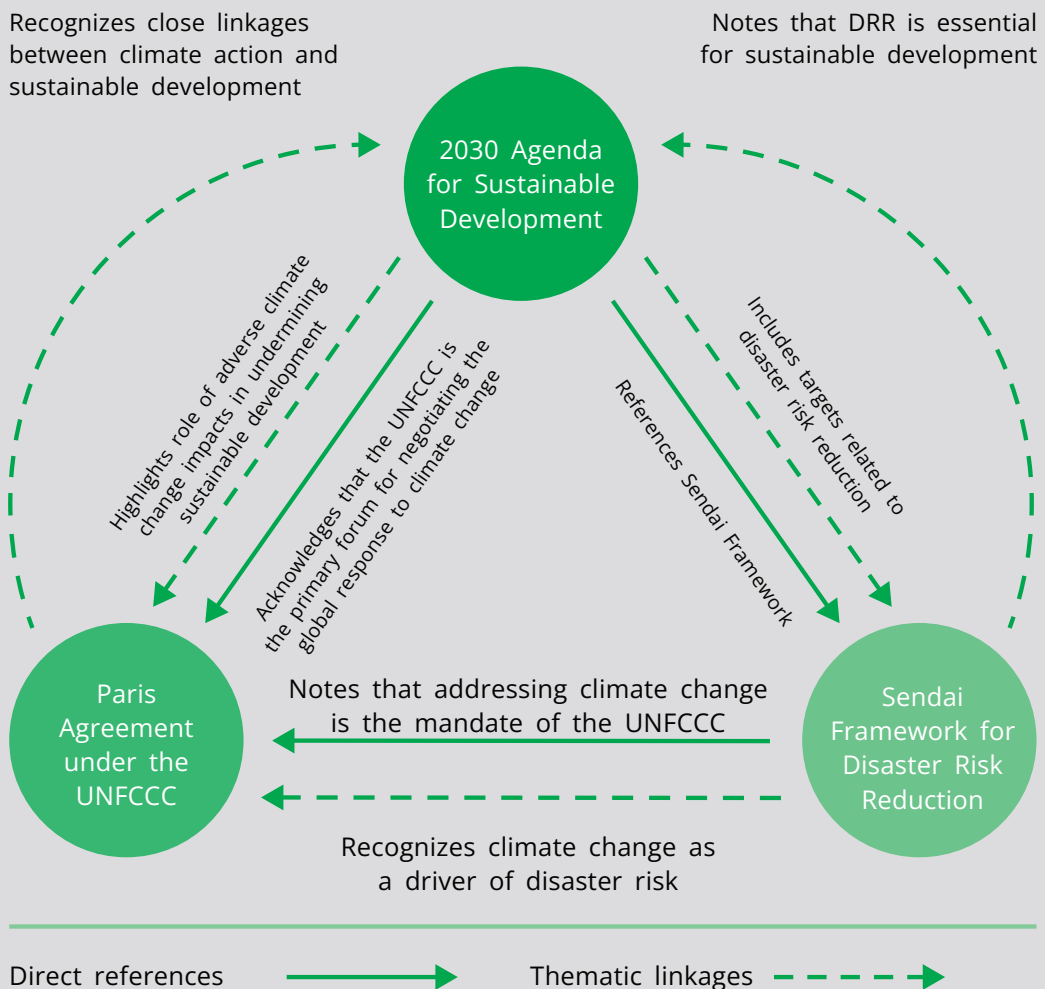 Recognizes close linkages
between climate action and
sustainable development
Notes that DRR is essential
for sustainable development
2030 Agenda
for Sustainable
Development
Highlights role of adverse climate
change impacts in undermining
sustainable development
Acknowledges that the UNFCCC is
the primary forum for negotiating the
global response to climate change
References Sendai Framework
Includes targets related to
disaster risk reduction
Paris
Agreement
under the
UNFCCC
Notes that addressing climate change
is the mandate of the UNFCCC
Sendai
Framework for
Disaster Risk
Reduction
Recognizes climate change as
a driver of disaster risk
Direct references
Thematic linkages